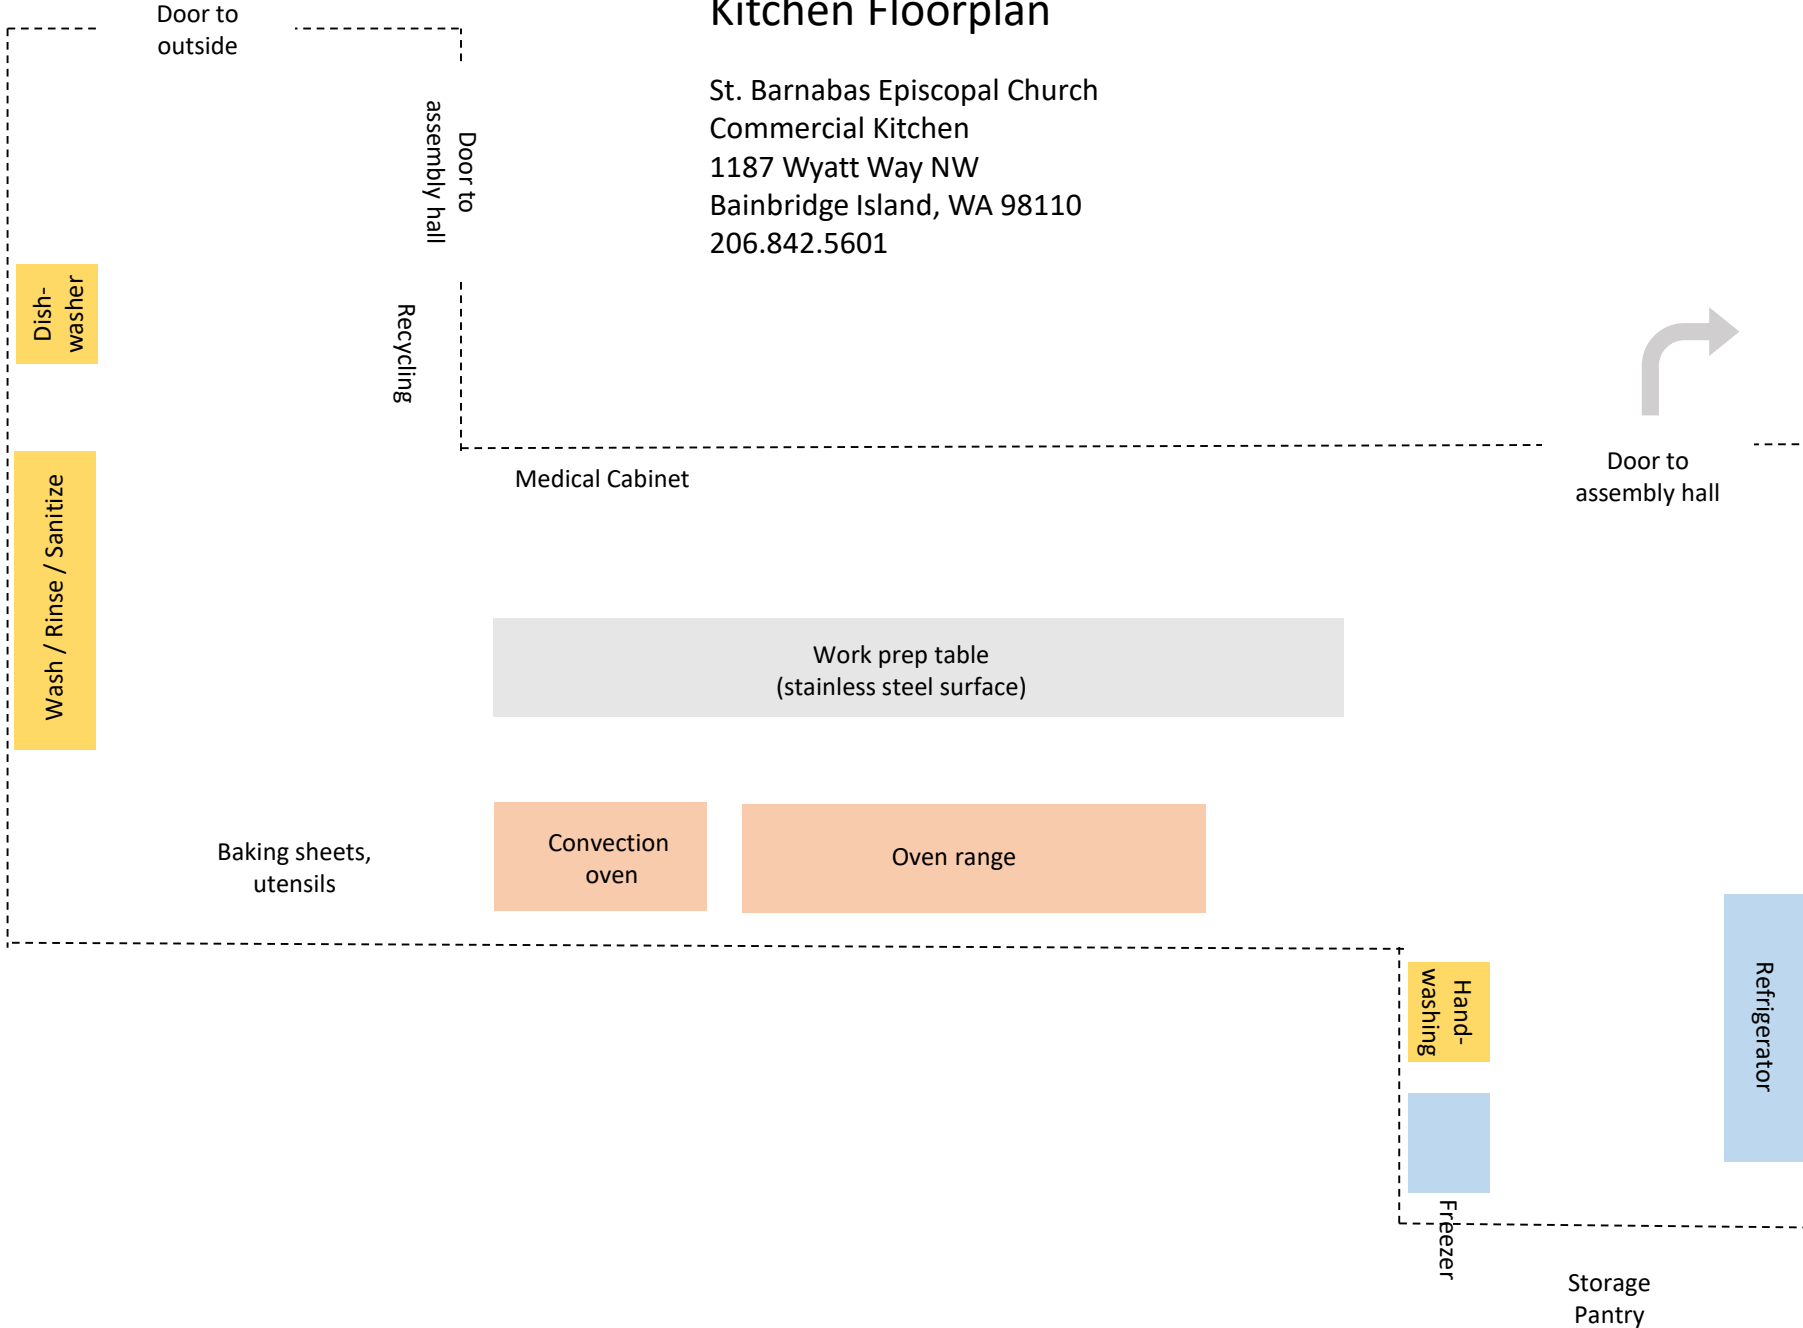 Door to
outside
Kitchen Floorplan
St. Barnabas Episcopal Church
Commercial Kitchen
1187 Wyatt Way NW
Bainbridge Island, WA 98110
206.842.5601
Door to
assembly hall
Dish-
washer
Recycling
Door to
assembly hall
Medical Cabinet
Wash / Rinse / Sanitize
Work prep table
(stainless steel surface)
Baking sheets,
utensils
Convection
oven
Oven range
Hand-
washing
Refrigerator
Freezer
Storage
Pantry